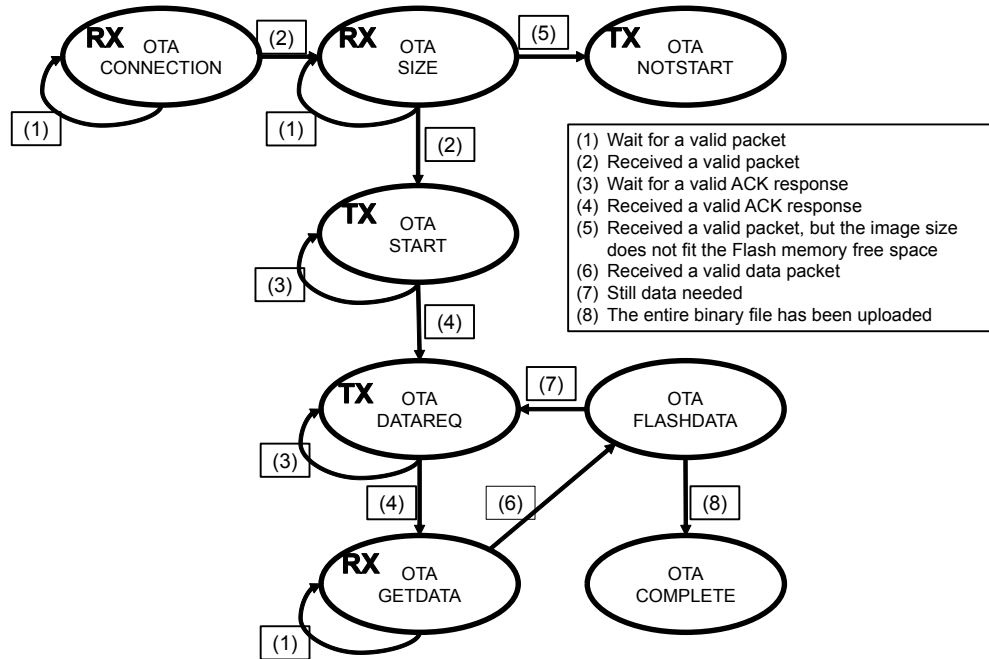 RX OTA CONNECTION
(2)
RX OTA SIZE
(5)
TX OTA NOTSTART
(1)
(1)
(2)
(1) Wait for a valid packet
(2) Received a valid packet
(3) Wait for a valid ACK response
(4) Received a valid ACK response
(5) Received a valid packet, but the image size
does not fit the Flash memory free space
(6) Received a valid data packet
(7) Still data needed
(8) The entire binary file has been uploaded
TX OTA START
(3)
(4)
TX OTA DATAREQ
(7)
OTA FLASHDATA
(3)
(4)
(6)
(8)
RX OTA GETDATA
OTA COMPLETE
(1)